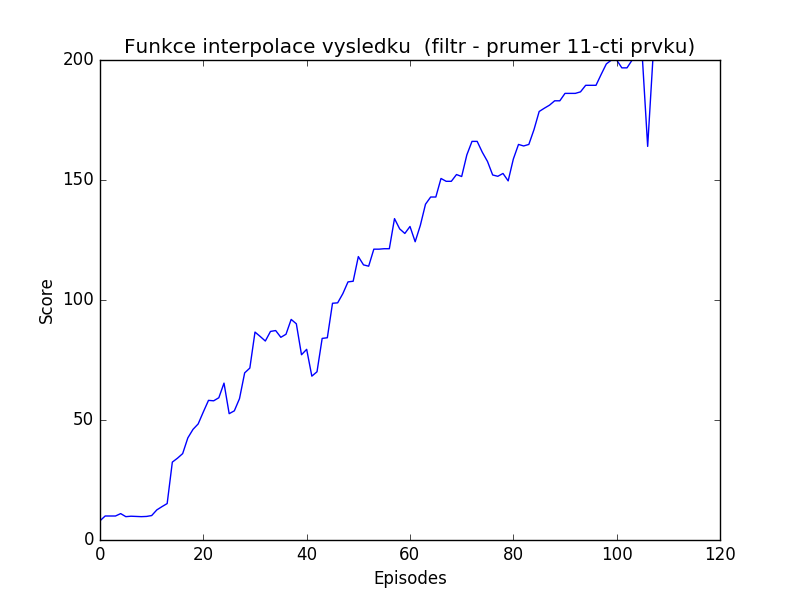 Funkce interpolace vysledku  (filtr - prumer 11-cti prvku)
200
150
100
50
0
Score
0 20 40 60 80 100 120
Episodes